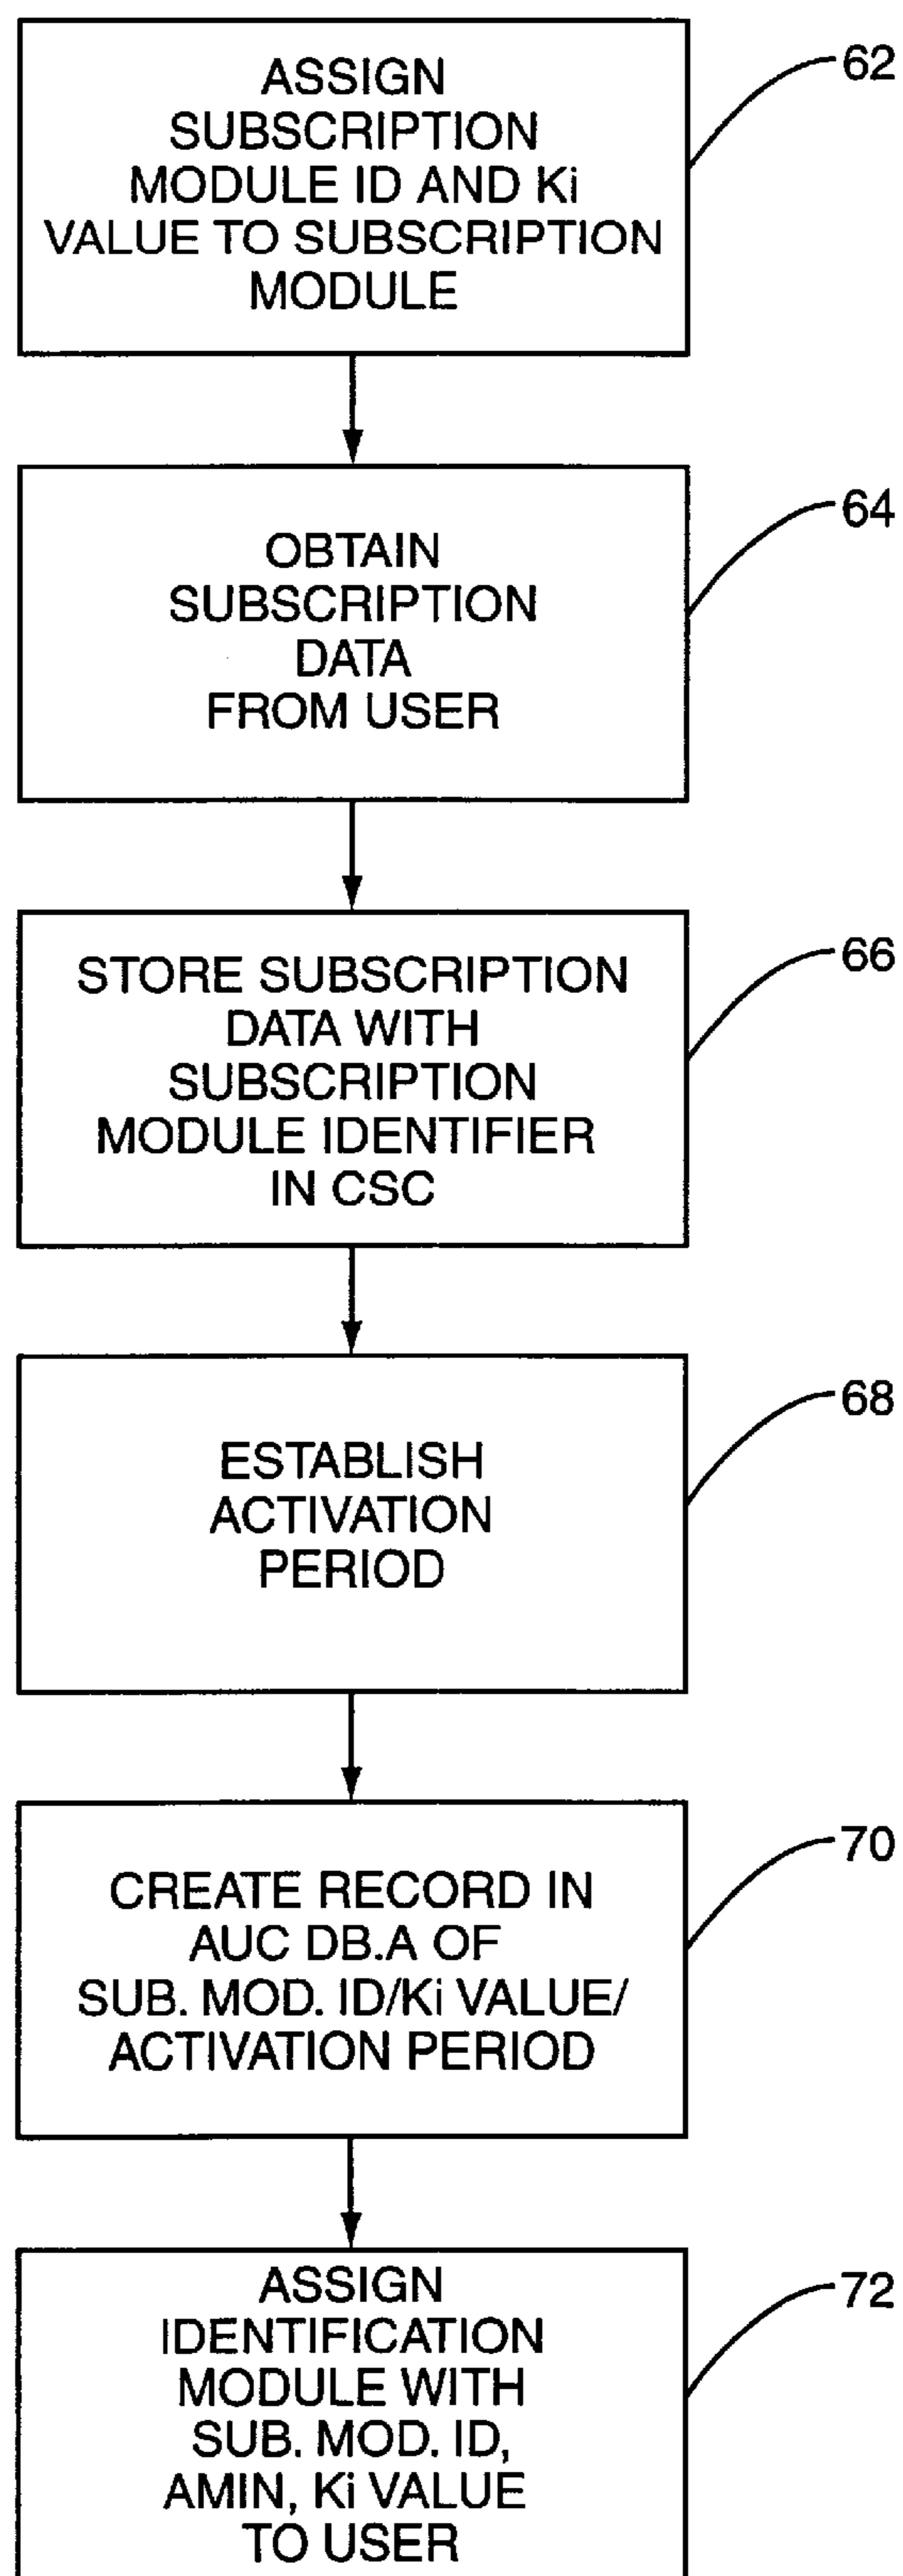 ASSIGN
SUBSCRIPTION
MODULE ID AND Ki
VALUE TO SUBSCRIPTION
MODULE
62
OBTAIN
SUBSCRIPTION
DATA
FROM USER
64
STORE SUBSCRIPTION
DATA WITH
SUBSCRIPTION
MODULE IDENTIFIER
IN CSC
66
ESTABLISH
ACTIVATION
PERIOD
68
CREATE RECORD IN
AUC DB.A OF
SUB. MOD. ID/Ki VALUE/
ACTIVATION PERIOD
70
ASSIGN
IDENTIFICATION
MODULE WITH
SUB. MOD. ID,
AMIN, Ki VALUE
TO USER
72